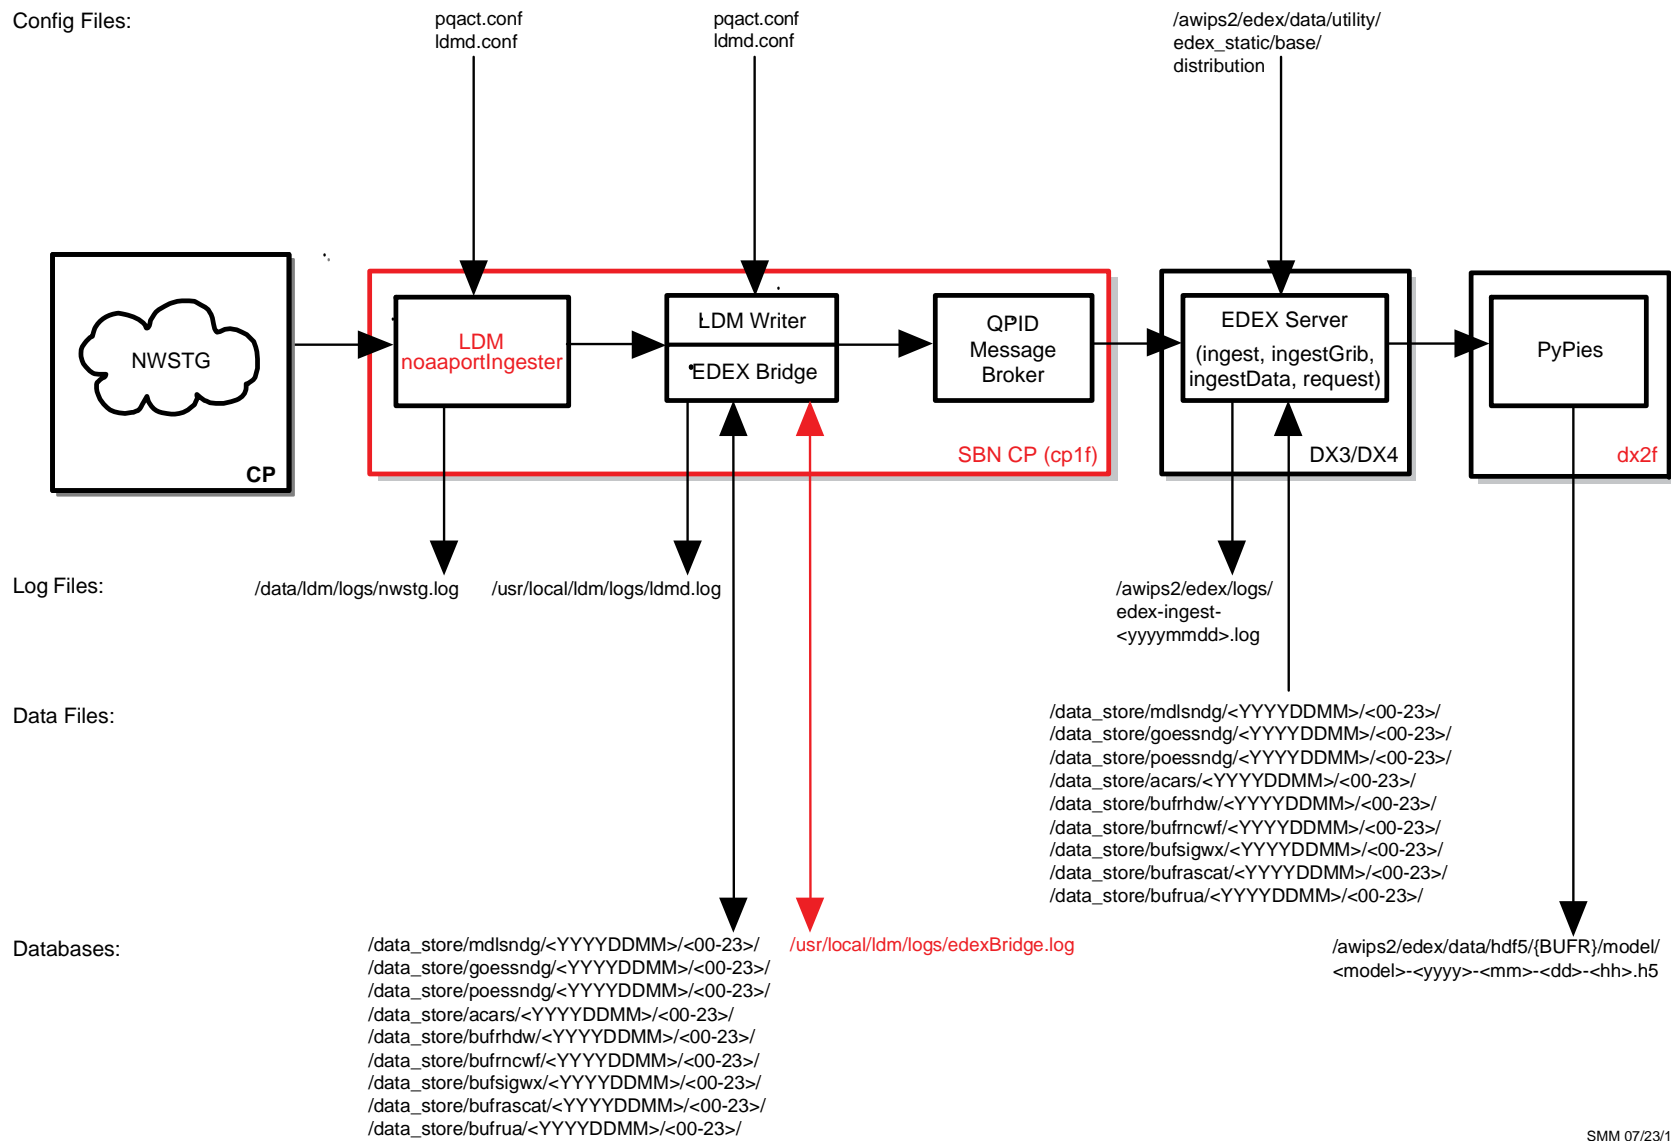 Config Files:
pqact.conf
ldmd.conf
pqact.conf
ldmd.conf
/awips2/edex/data/utility/
edex_static/base/
distribution
NWSTG
CP
LDM
noaaportIngester
LDM Writer
EDEX Bridge
QPID
Message
Broker
SBN CP (cp1f)
EDEX Server
(ingest, ingestGrib,
ingestData, request)
DX3/DX4
PyPies
dx2f
Log Files:
/data/ldm/logs/nwstg.log
/usr/local/ldm/logs/ldmd.log
/awips2/edex/logs/
edex-ingest-
<yyyymmdd>.log
Data Files:
/data_store/mdlsndg/<YYYYDDMM>/<00-23>/
/data_store/goessndg/<YYYYDDMM>/<00-23>/
/data_store/poessndg/<YYYYDDMM>/<00-23>/
/data_store/acars/<YYYYDDMM>/<00-23>/
/data_store/bufrhdw/<YYYYDDMM>/<00-23>/
/data_store/bufrncwf/<YYYYDDMM>/<00-23>/
/data_store/bufsigwx/<YYYYDDMM>/<00-23>/
/data_store/bufrascat/<YYYYDDMM>/<00-23>/
/data_store/bufrua/<YYYYDDMM>/<00-23>/
Databases:
/data_store/mdlsndg/<YYYYDDMM>/<00-23>/
/data_store/goessndg/<YYYYDDMM>/<00-23>/
/data_store/poessndg/<YYYYDDMM>/<00-23>/
/data_store/acars/<YYYYDDMM>/<00-23>/
/data_store/bufrhdw/<YYYYDDMM>/<00-23>/
/data_store/bufrncwf/<YYYYDDMM>/<00-23>/
/data_store/bufsigwx/<YYYYDDMM>/<00-23>/
/data_store/bufrascat/<YYYYDDMM>/<00-23>/
/data_store/bufrua/<YYYYDDMM>/<00-23>/
/usr/local/ldm/logs/edexBridge.log
/awips2/edex/data/hdf5/{BUFR}/model/
<model>-<yyyy>-<mm>-<dd>-<hh>.h5
SMM 07/23/1